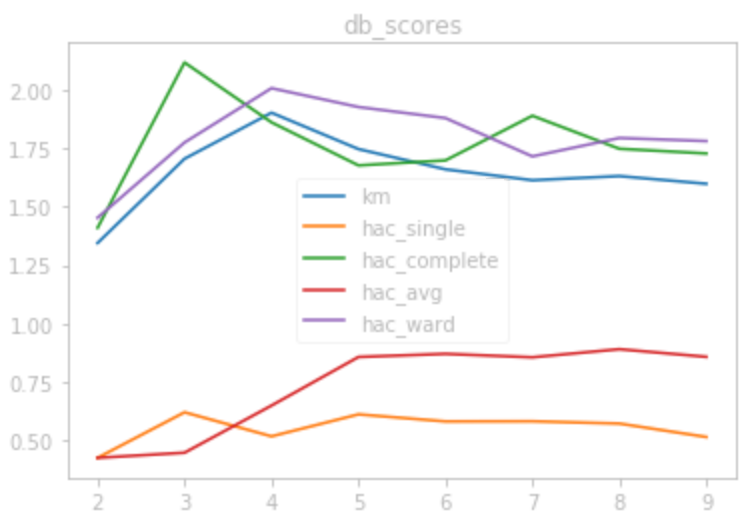 db_scores
2.00
1.75
1.50
1.25
1.00
0.75
0.50
km
hac_single
hac_complete
hac_avg
hac_ward
2 3 4 5 6 7 8 9